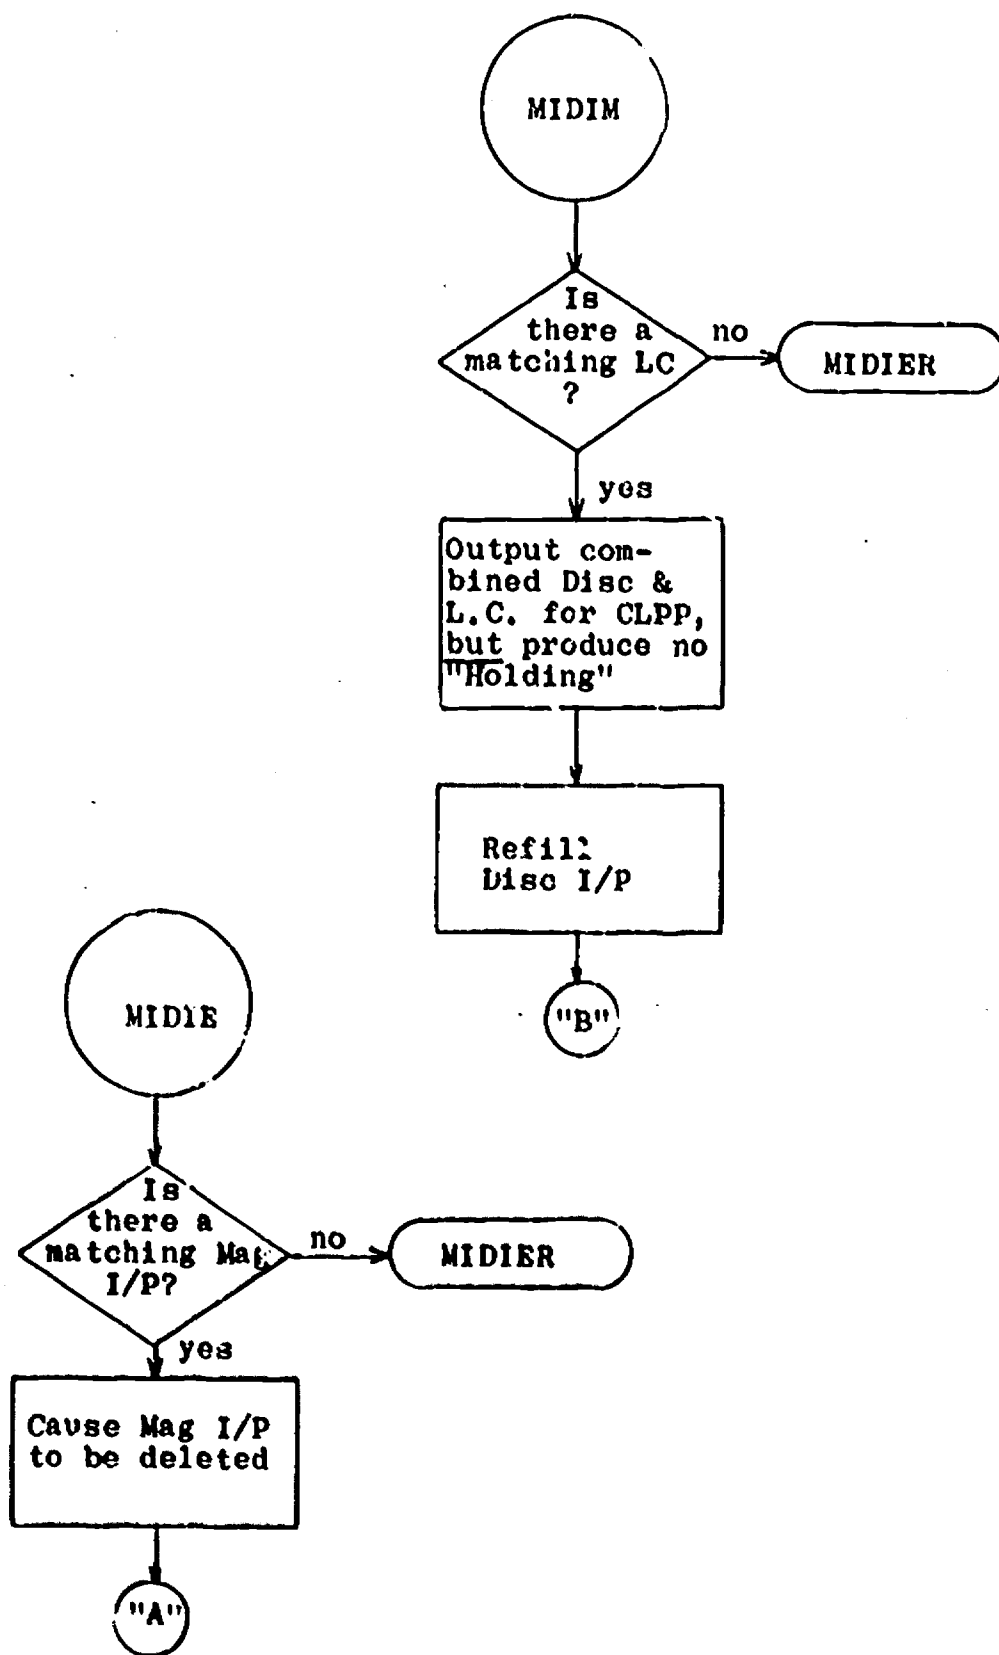 MIDIM
Is
there a
matching LC
?
no
MIDIER
yes
Output com-
bined Disc &
L.C. for CLPP,
but produce no
"Holding"
Refill
Disc I/P
"B"
MIDIE
Is
there a
matching Mag
I/P?
no
MIDIER
yes
Cause Mag I/P
to be deleted
"A"